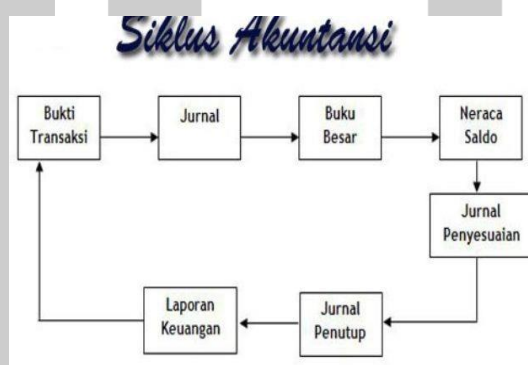 Siklus Akuntansi
Bukti
Transaksi
Jurnal
Buku
Besar
Neraca
Saldo
Jurnal
Penyesuaian
Jurnal
Penutup
Laporan
Keuangan